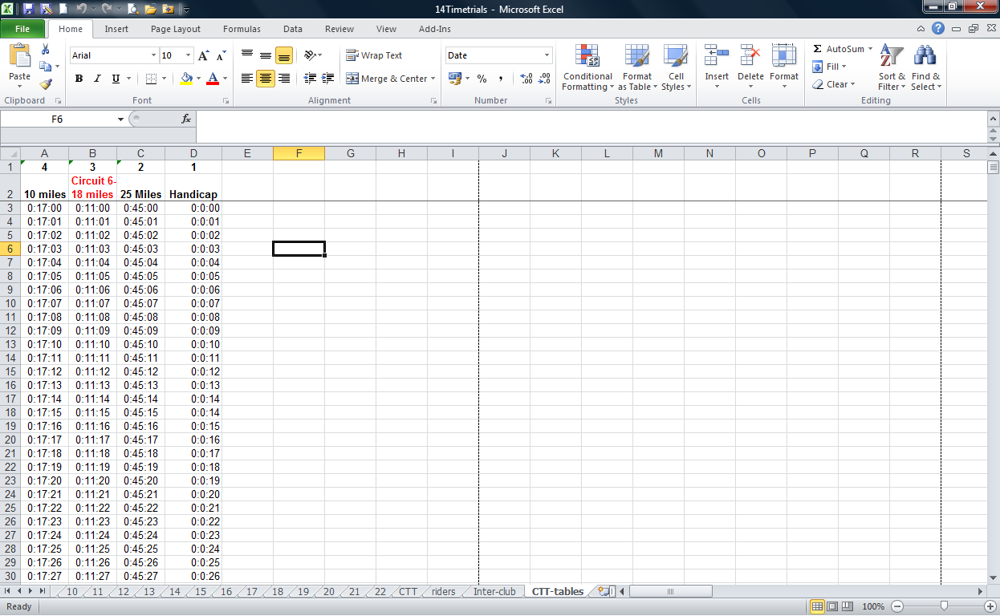 14Timetrials - Microsoft Excel
File Home Insert Page Layout Formulas Data Review View Add-Ins
Paste Arial 10 Wrap Text Date Conditional Formatting Format as Table Cell Styles Insert Delete Format Σ AutoSum Sort & Filter Find & Select
B I U Merge & Center % , Fill
Clear
Clipboard Font Alignment Number Styles Cells Editing
F6 fx
A B C D E F G H I J K L M N O P Q R S
1 4 3 2 1
2 10 miles Circuit 6-18 miles 25 Miles Handicap
3 0:17:00 0:11:00 0:45:00 0:0:00
4 0:17:01 0:11:01 0:45:01 0:0:01
5 0:17:02 0:11:02 0:45:02 0:0:02
6 0:17:03 0:11:03 0:45:03 0:0:03
7 0:17:04 0:11:04 0:45:04 0:0:04
8 0:17:05 0:11:05 0:45:05 0:0:05
9 0:17:06 0:11:06 0:45:06 0:0:06
10 0:17:07 0:11:07 0:45:07 0:0:07
11 0:17:08 0:11:08 0:45:08 0:0:08
12 0:17:09 0:11:09 0:45:09 0:0:09
13 0:17:10 0:11:10 0:45:10 0:0:10
14 0:17:11 0:11:11 0:45:11 0:0:11
15 0:17:12 0:11:12 0:45:12 0:0:12
16 0:17:13 0:11:13 0:45:13 0:0:13
17 0:17:14 0:11:14 0:45:14 0:0:14
18 0:17:15 0:11:15 0:45:15 0:0:14
19 0:17:16 0:11:16 0:45:16 0:0:15
20 0:17:17 0:11:17 0:45:17 0:0:16
21 0:17:18 0:11:18 0:45:18 0:0:17
22 0:17:19 0:11:19 0:45:19 0:0:18
23 0:17:20 0:11:20 0:45:20 0:0:19
24 0:17:21 0:11:21 0:45:21 0:0:20
25 0:17:22 0:11:22 0:45:22 0:0:21
26 0:17:23 0:11:23 0:45:23 0:0:22
27 0:17:24 0:11:24 0:45:24 0:0:23
28 0:17:25 0:11:25 0:45:25 0:0:24
29 0:17:26 0:11:26 0:45:26 0:0:25
30 0:17:27 0:11:27 0:45:27 0:0:26
10 11 12 13 14 15 16 17 18 19 20 21 22 CTT riders Inter-club CTT-tables
Ready 100%